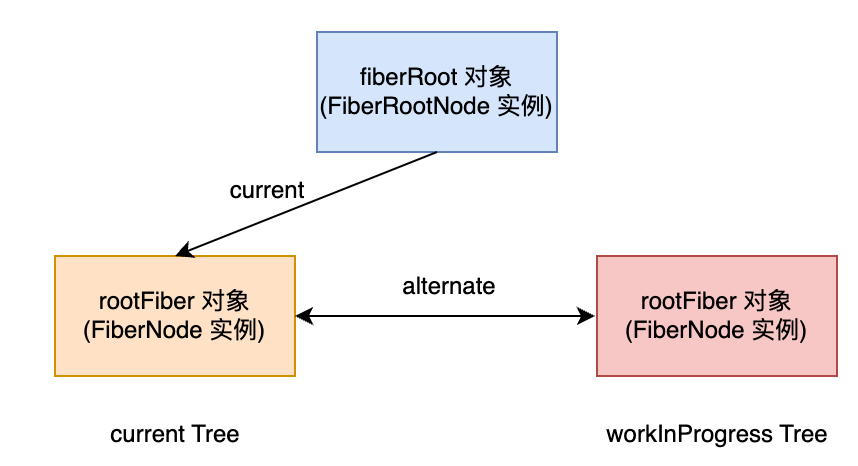 fiberRoot 对象
(FiberRootNode 实例)
current
rootFiber 对象
(FiberNode 实例)
alternate
rootFiber 对象
(FiberNode 实例)
current Tree
workInProgress Tree